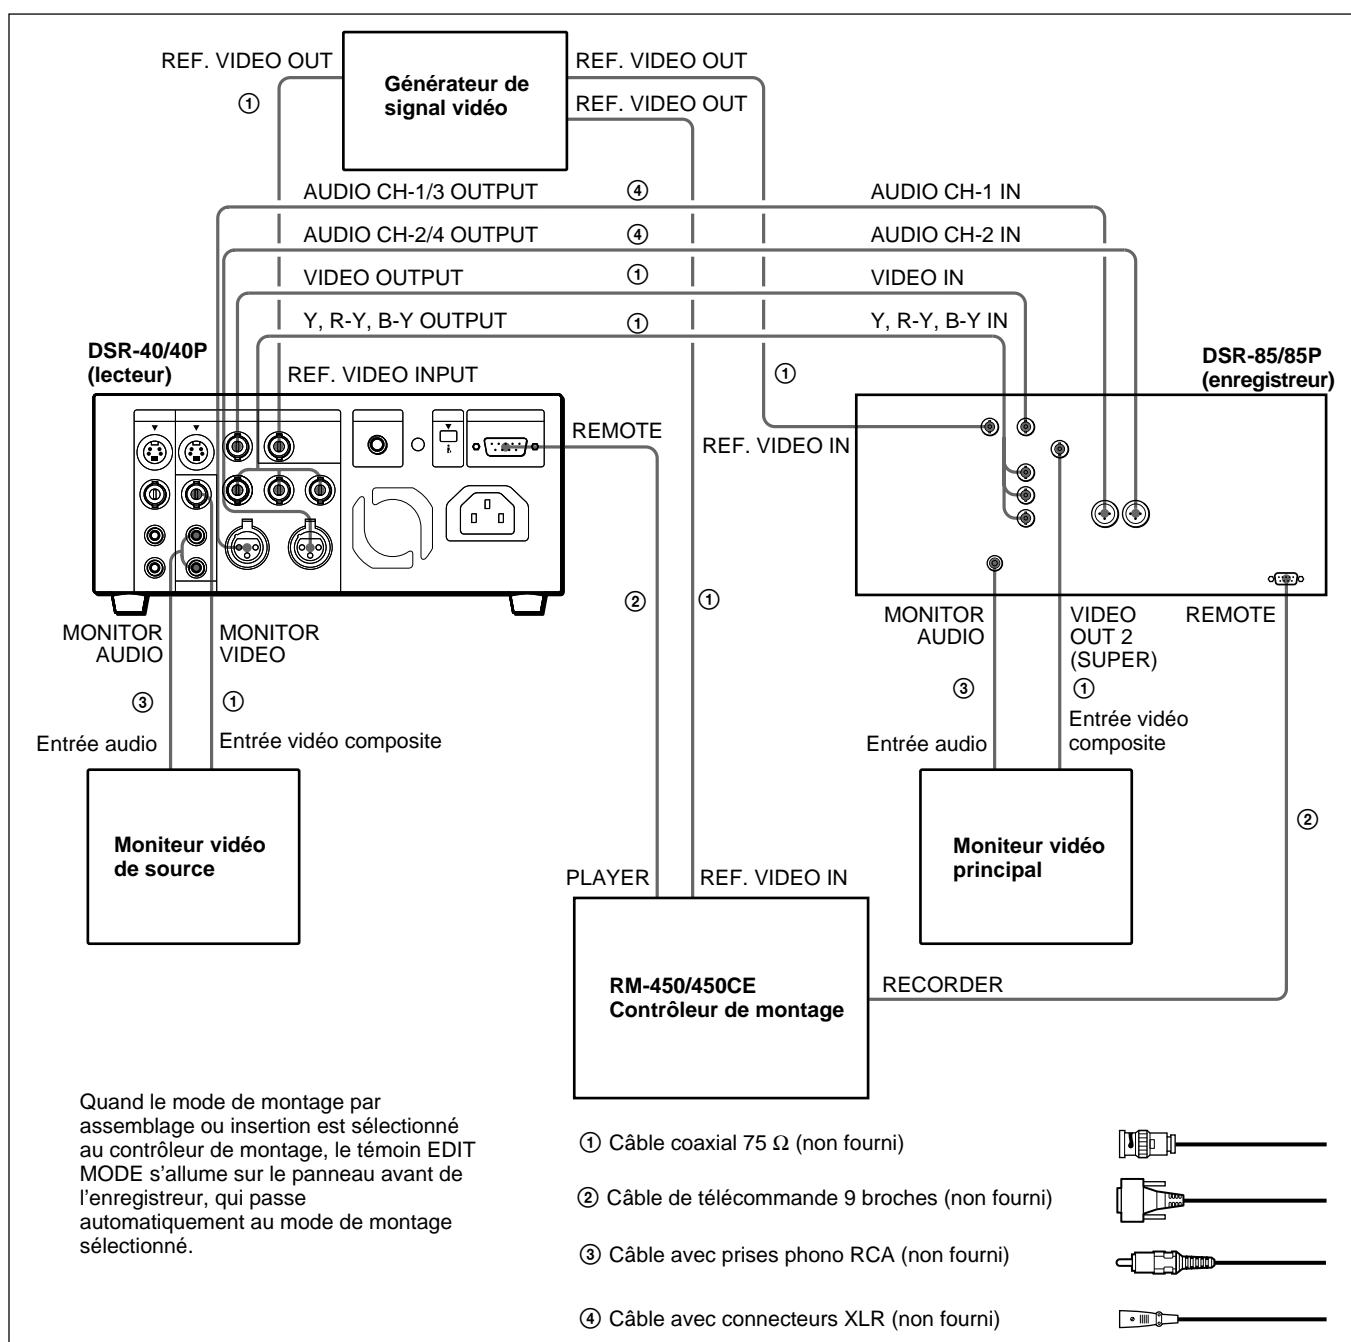 REF. VIDEO OUT
①
Générateur de
signal vidéo
REF. VIDEO OUT
REF. VIDEO OUT
AUDIO CH-1/3 OUTPUT
④
AUDIO CH-1 IN
AUDIO CH-2/4 OUTPUT
④
AUDIO CH-2 IN
VIDEO OUTPUT
①
VIDEO IN
Y, R-Y, B-Y OUTPUT
①
Y, R-Y, B-Y IN
DSR-40/40P
(lecteur)
REF. VIDEO INPUT
①
DSR-85/85P
(enregistreur)
REMOTE
REF. VIDEO IN
②
①
MONITOR
AUDIO
MONITOR
VIDEO
③
①
Entrée audio
Entrée vidéo composite
Moniteur vidéo
de source
MONITOR
AUDIO
VIDEO
OUT 2
(SUPER)
REMOTE
③
①
Entrée audio
Entrée vidéo
composite
Moniteur vidéo
principal
②
PLAYER
REF. VIDEO IN
RM-450/450CE
Contrôleur de montage
RECORDER
Quand le mode de montage par
assemblage ou insertion est sélectionné
au contrôleur de montage, le témoin EDIT
MODE s'allume sur le panneau avant de
l'enregistreur, qui passe
automatiquement au mode de montage
sélectionné.
① Câble coaxial 75 Ω (non fourni)
② Câble de télécommande 9 broches (non fourni)
③ Câble avec prises phono RCA (non fourni)
④ Câble avec connecteurs XLR (non fourni)